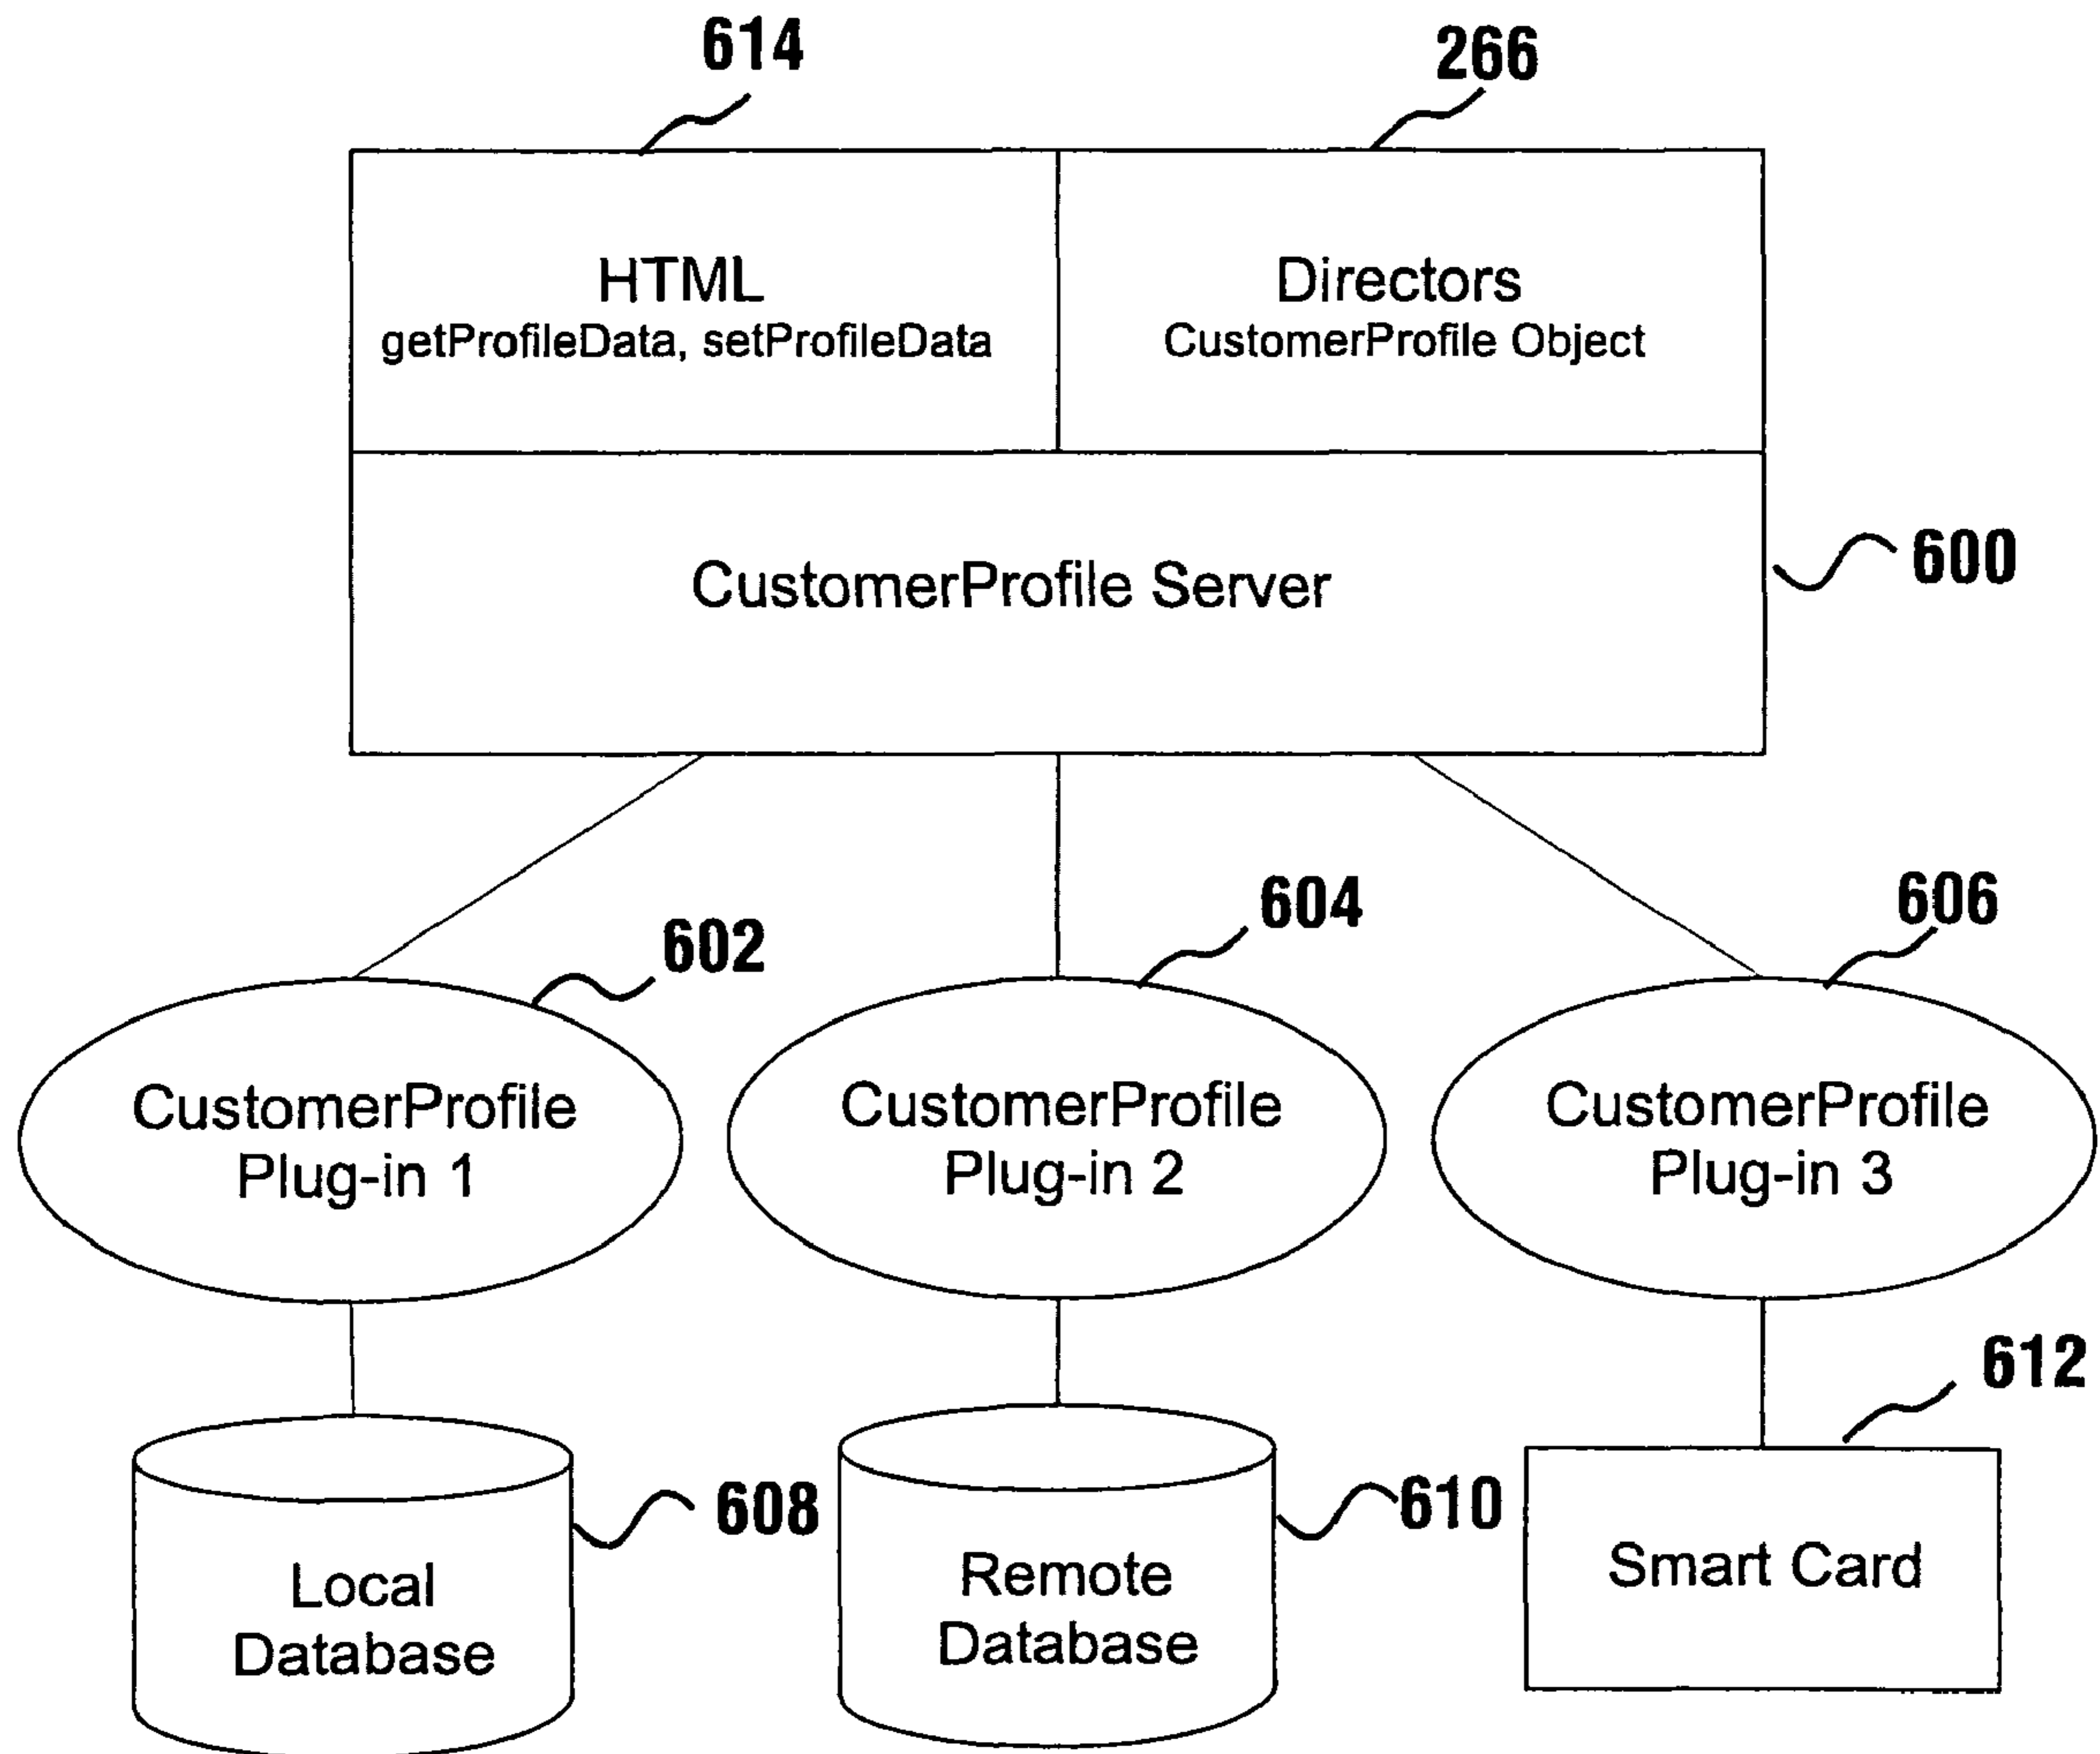 614
266
HTML
getProfileData, setProfileData
Directors
CustomerProfile Object
CustomerProfile Server
600
602
604
606
CustomerProfile
Plug-in 1
CustomerProfile
Plug-in 2
CustomerProfile
Plug-in 3
608
610
612
Local
Database
Remote
Database
Smart Card